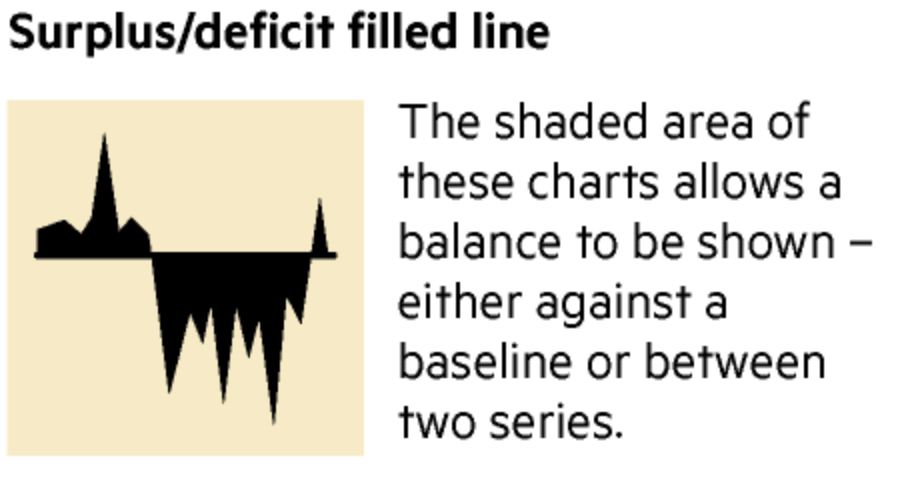 Surplus/deficit filled line
The shaded area of
these charts allows a
balance to be shown –
either against a
baseline or between
two series.